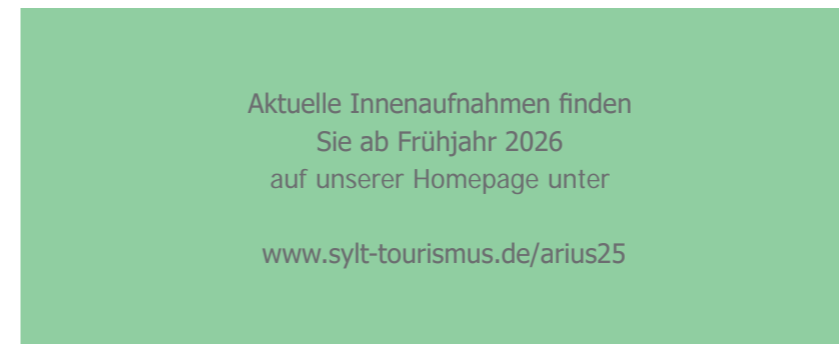 Aktuelle Innenaufnahmen finden
Sie ab Frühjahr 2026
auf unserer Homepage unter
www.sylt-tourismus.de/arius25